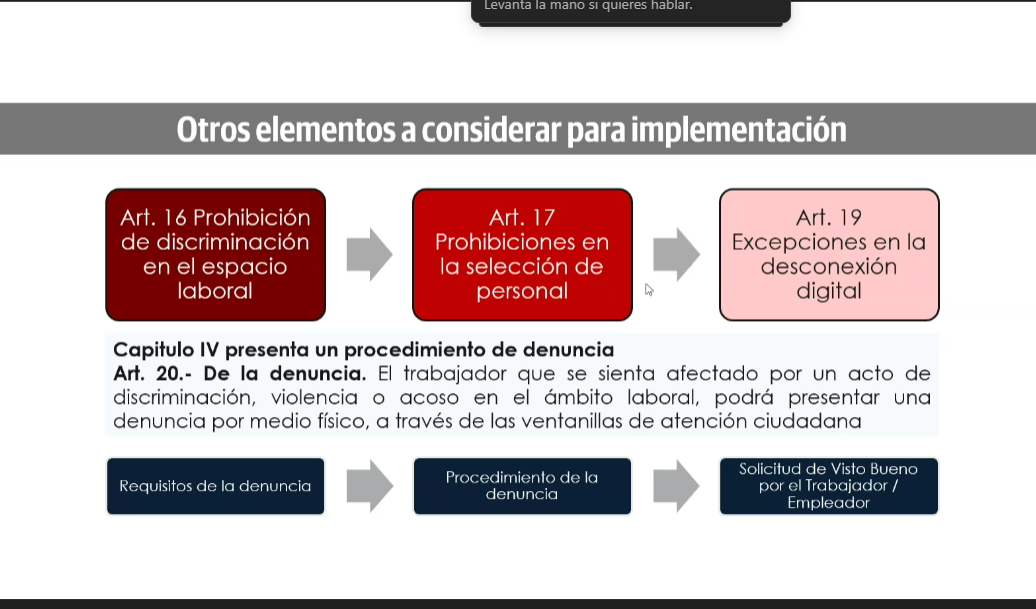 Levanta la mano si quieres hablar.
Otros elementos a considerar para implementación
Art. 16 Prohibición
de discriminación
en el espacio
laboral
Art. 17
Prohibiciones en
la selección de
personal
Art. 19
Excepciones en la
desconexión
digital
Capitulo IV presenta un procedimiento de denuncia
Art. 20.- De la denuncia. El trabajador que se sienta afectado por un acto de
discriminación, violencia o acoso en el ámbito laboral, podrá presentar una
denuncia por medio físico, a través de las ventanillas de atención ciudadana
Requisitos de la denuncia
Procedimiento de la
denuncia
Solicitud de Visto Bueno
por el Trabajador /
Empleador